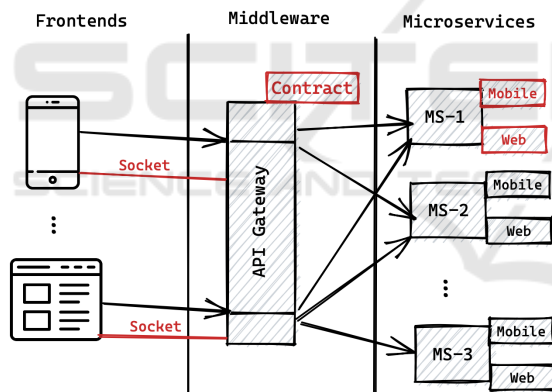 Frontends
Middleware
Microservices
Contract
Mobile
MS-1
Web
Socket
API Gateway
Mobile
MS-2
Web
Socket
Mobile
MS-3
Web